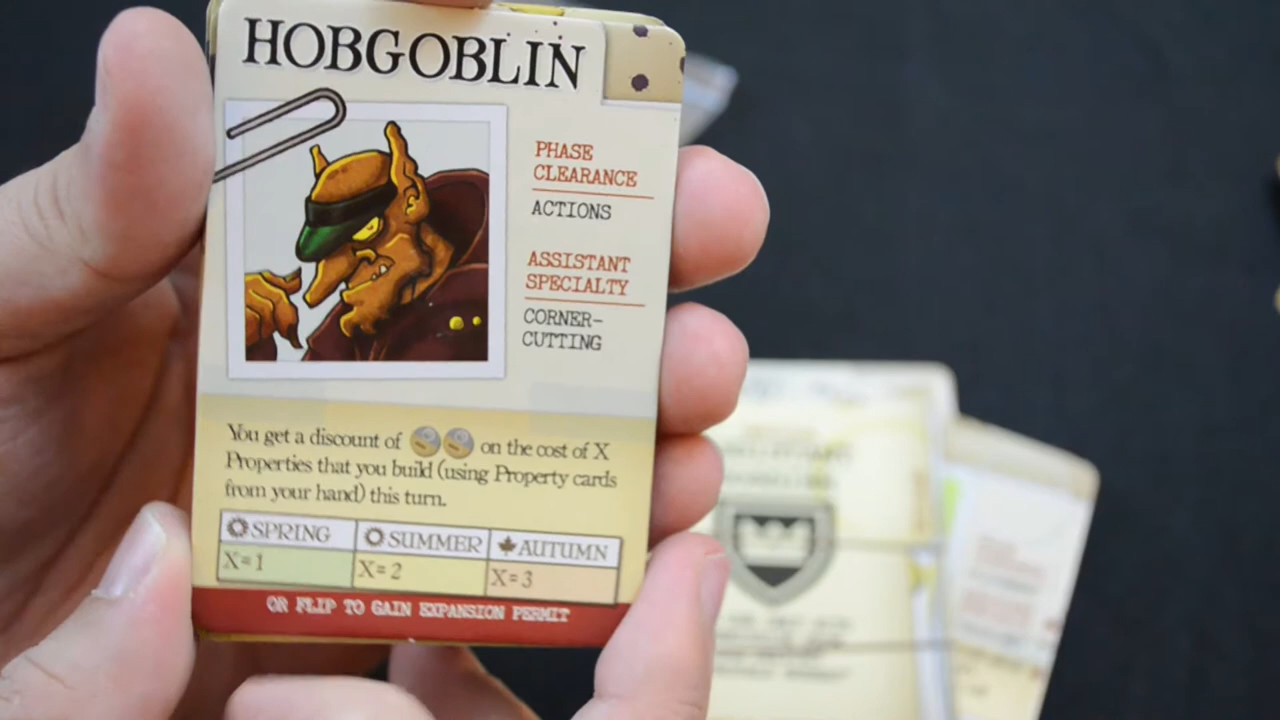 HOBGOBLIN
PHASE
CLEARANCE
ACTIONS
ASSISTANT
SPECIALTY
CORNER-
CUTTING
You get a discount of on the cost of X
Properties that you build (using Property cards
from your hand) this turn.
SPRING SUMMER AUTUMN
X=1 X=2 X=3
OR FLIP TO GAIN EXPANSION PERMIT